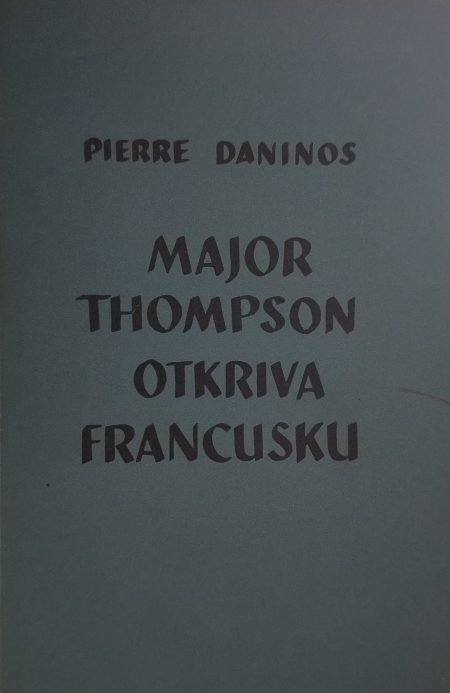 PIERRE DANINOS
MAJOR
THOMPSON
OTKRIVA
FRANCUSKU